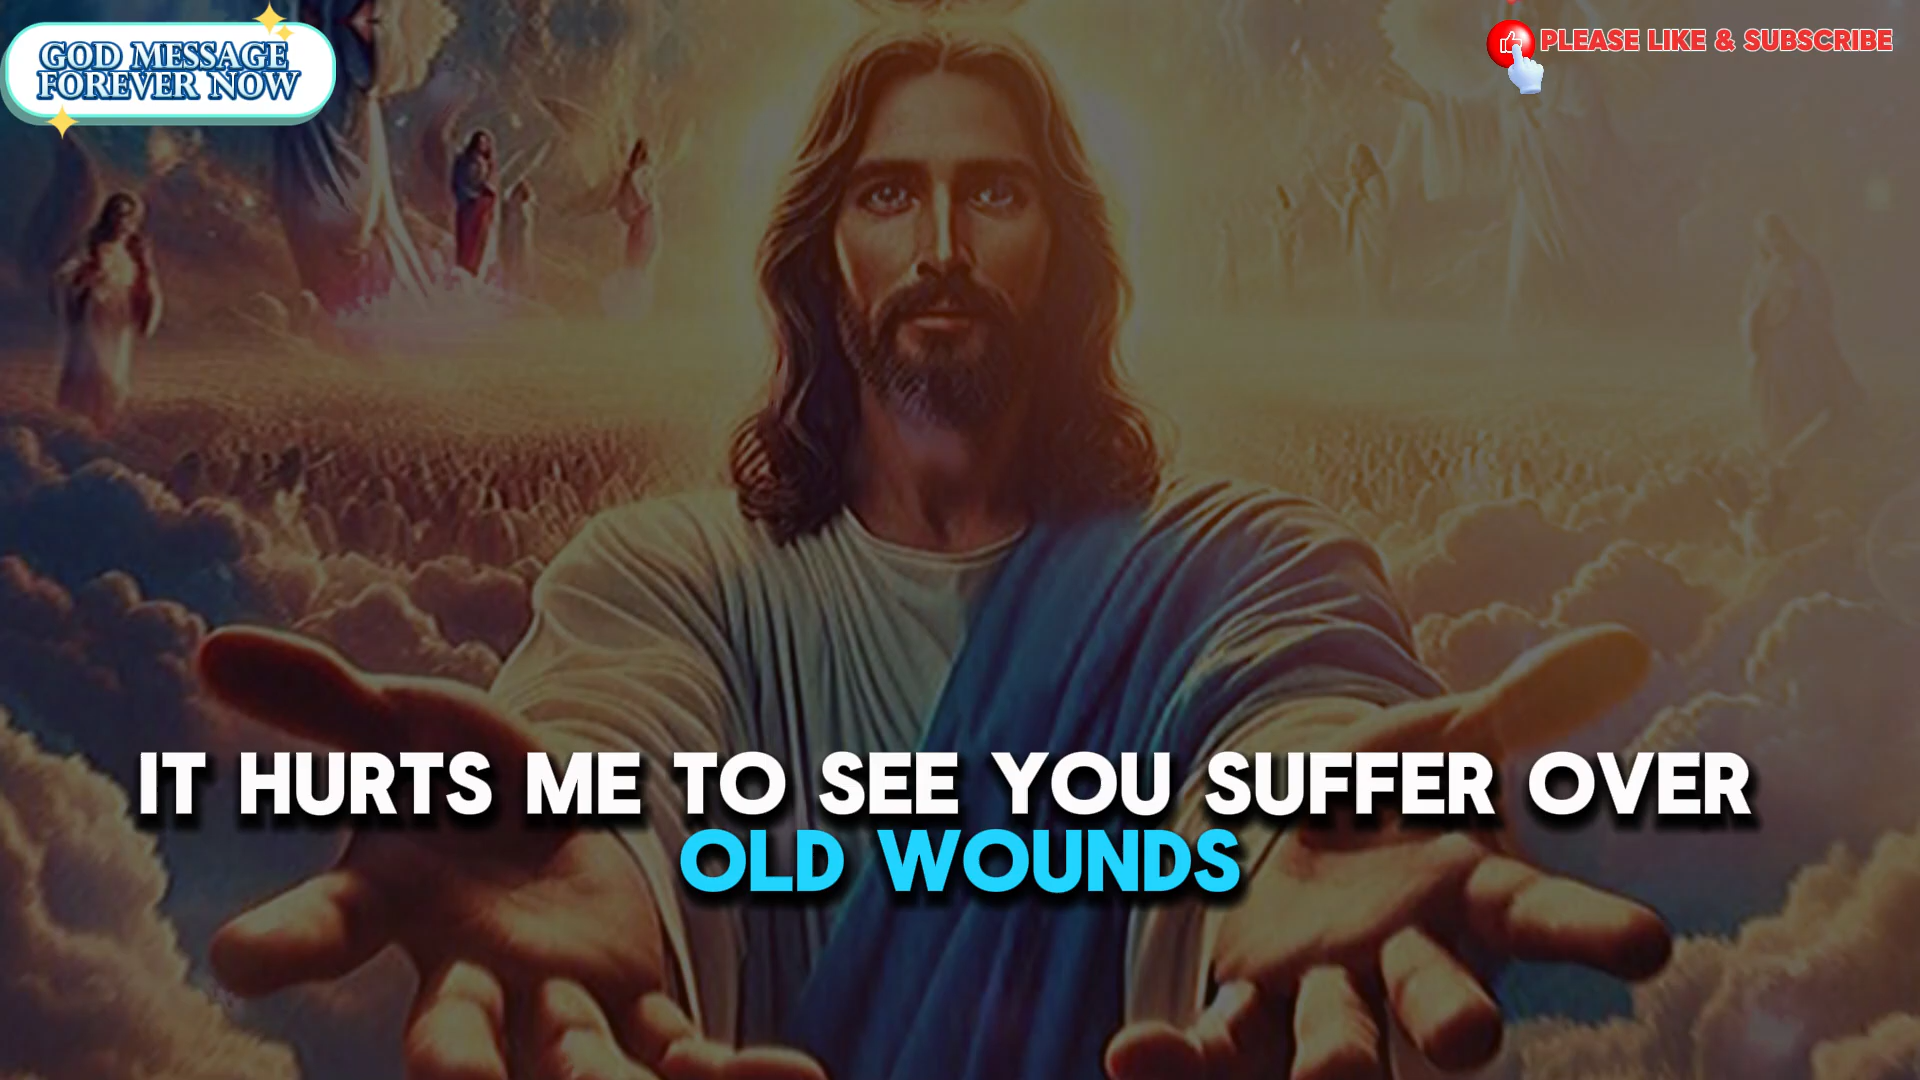 GOD MESSAGE
FOREVER NOW
PLEASE LIKE & SUBSCRIBE
IT HURTS ME TO SEE YOU SUFFER OVER
OLD WOUNDS